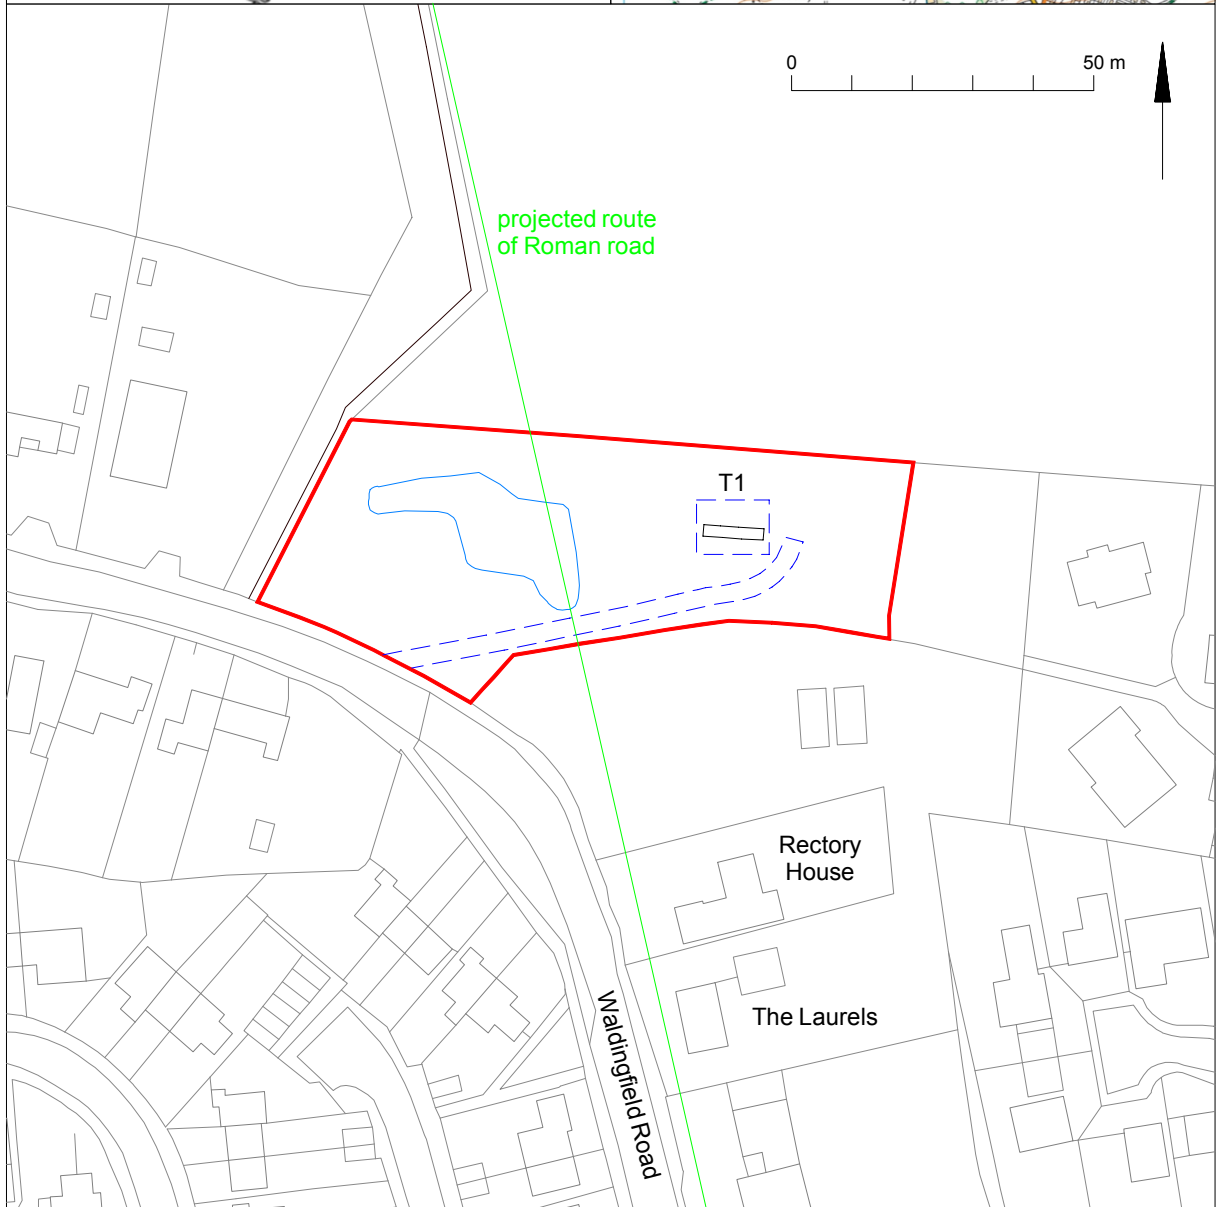 0
50 m
projected route
of Roman road
T1
Rectory
House
The Laurels
Waldingfield Road